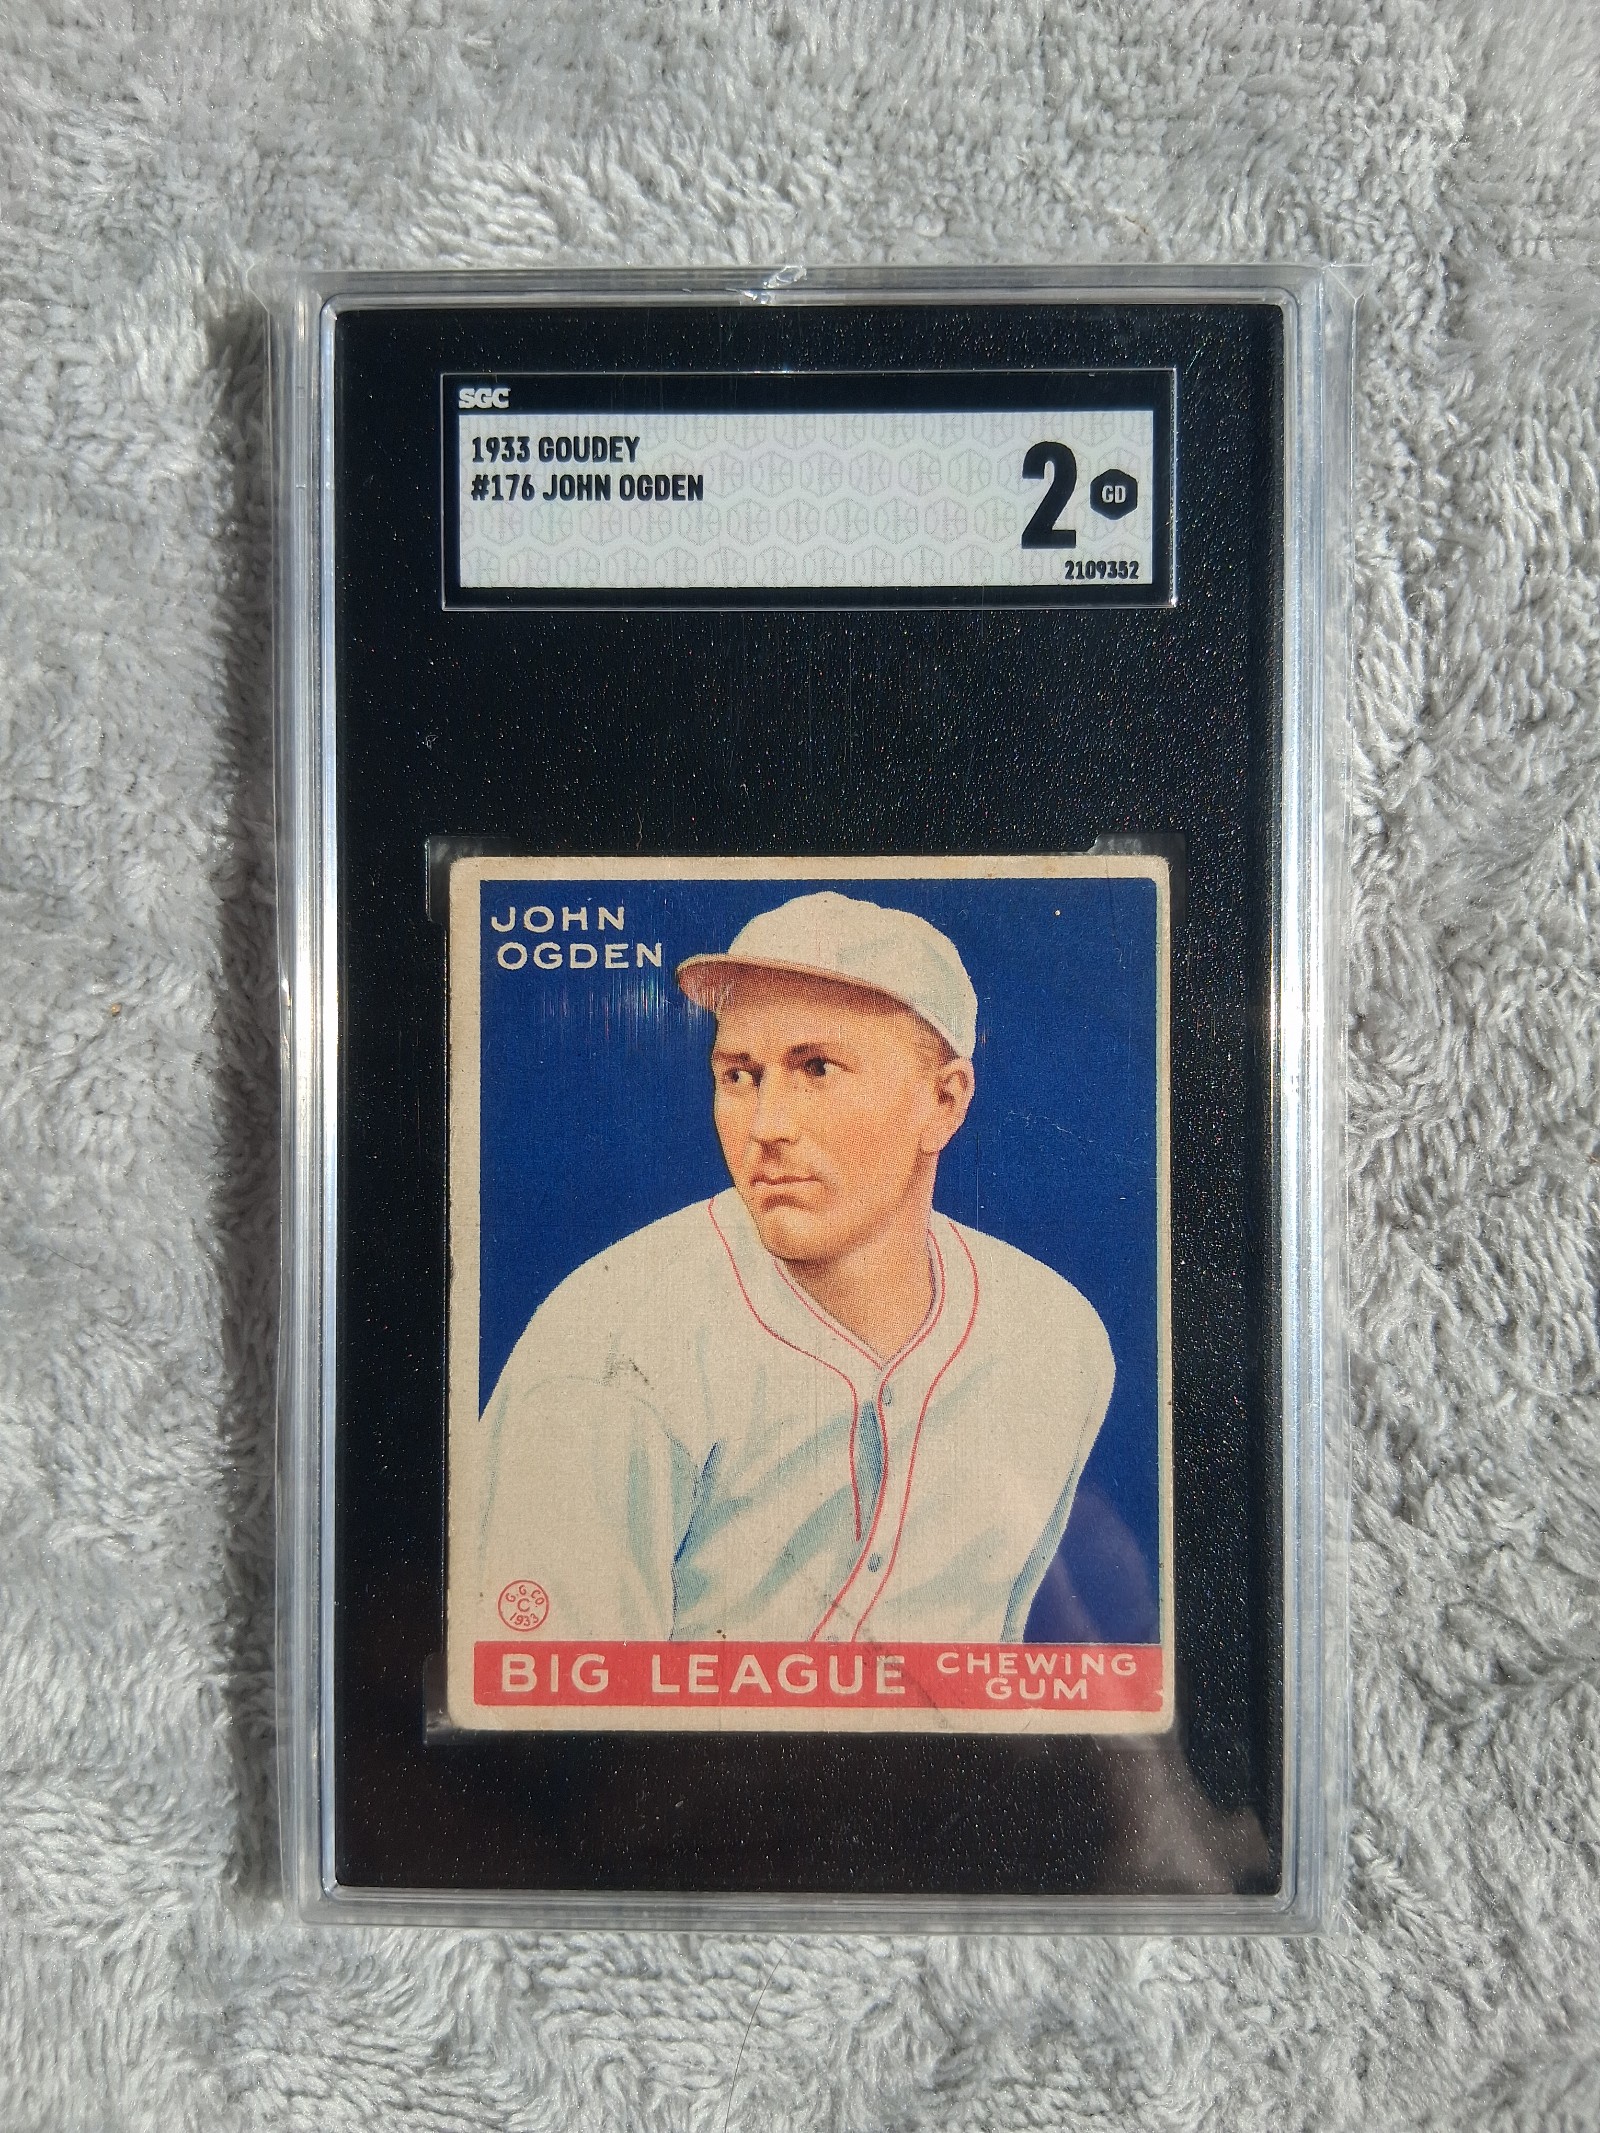 SGC
1933 GOUDEY
#176 JOHN OGDEN
2 GD
2109352
JOHN
OGDEN
G.G.CO.
C
1933
BIG LEAGUE CHEWING
GUM